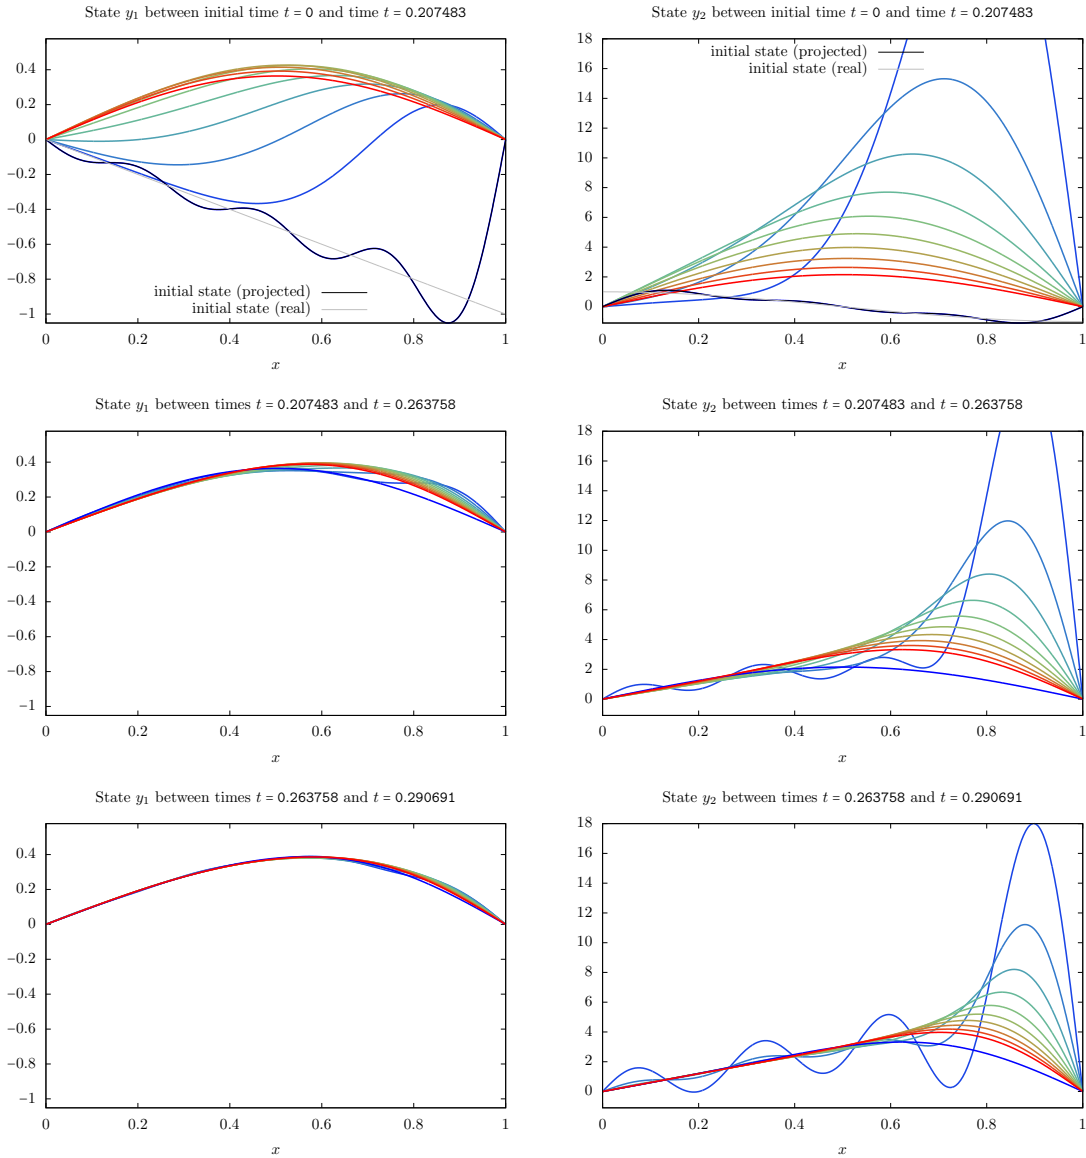 State y₁ between initial time t = 0 and time t = 0.207483
0.4
0.2
0
−0.2
−0.4
−0.6
−0.8
−1
initial state (projected)
initial state (real)
0 0.2 0.4 0.6 0.8 1
x
State y₂ between initial time t = 0 and time t = 0.207483
18
16
14
12
10
8
6
4
2
0
initial state (projected)
initial state (real)
0 0.2 0.4 0.6 0.8 1
x
State y₁ between times t = 0.207483 and t = 0.263758
0.4
0.2
0
−0.2
−0.4
−0.6
−0.8
−1
0 0.2 0.4 0.6 0.8 1
x
State y₂ between times t = 0.207483 and t = 0.263758
18
16
14
12
10
8
6
4
2
0
0 0.2 0.4 0.6 0.8 1
x
State y₁ between times t = 0.263758 and t = 0.290691
0.4
0.2
0
−0.2
−0.4
−0.6
−0.8
−1
0 0.2 0.4 0.6 0.8 1
x
State y₂ between times t = 0.263758 and t = 0.290691
18
16
14
12
10
8
6
4
2
0
0 0.2 0.4 0.6 0.8 1
x